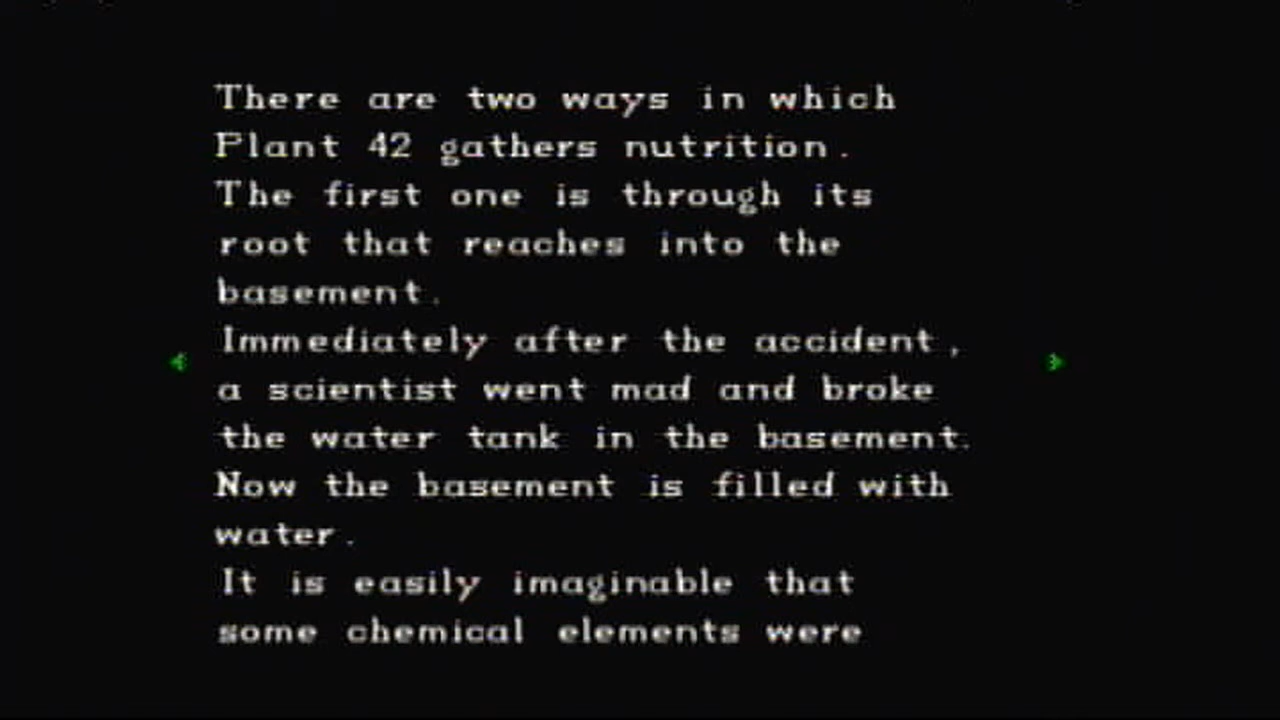 There are two ways in which
Plant 42 gathers nutrition.
The first one is through its
root that reaches into the
basement.
Immediately after the accident,
a scientist went mad and broke
the water tank in the basement.
Now the basement is filled with
water.
It is easily imaginable that
some chemical elements were